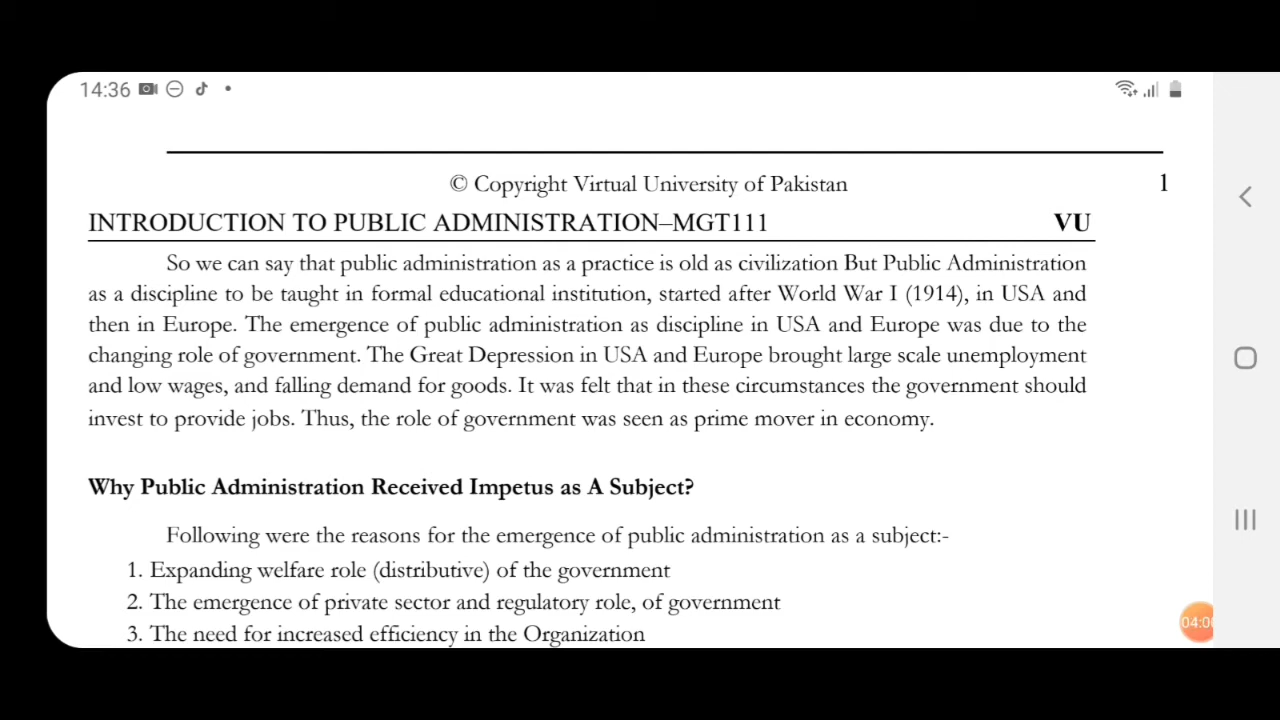 14:36
© Copyright Virtual University of Pakistan 1
INTRODUCTION TO PUBLIC ADMINISTRATION–MGT111 VU
So we can say that public administration as a practice is old as civilization But Public Administration
as a discipline to be taught in formal educational institution, started after World War I (1914), in USA and
then in Europe. The emergence of public administration as discipline in USA and Europe was due to the
changing role of government. The Great Depression in USA and Europe brought large scale unemployment
and low wages, and falling demand for goods. It was felt that in these circumstances the government should
invest to provide jobs. Thus, the role of government was seen as prime mover in economy.
Why Public Administration Received Impetus as A Subject?
Following were the reasons for the emergence of public administration as a subject:-
1. Expanding welfare role (distributive) of the government
2. The emergence of private sector and regulatory role, of government
3. The need for increased efficiency in the Organization